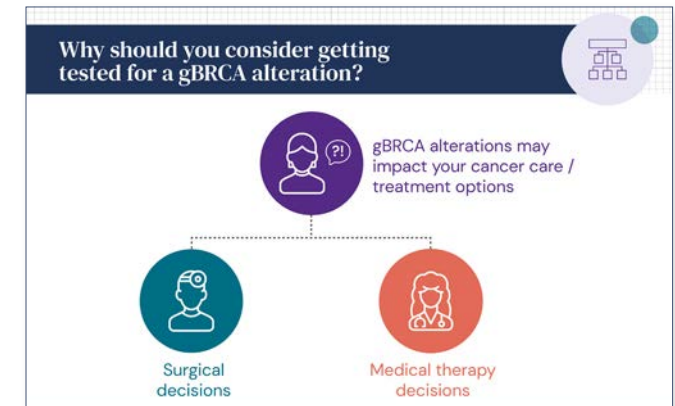 Why should you consider getting
tested for a gBRCA alteration?
?!
gBRCA alterations may
impact your cancer care /
treatment options
Surgical
decisions
Medical therapy
decisions